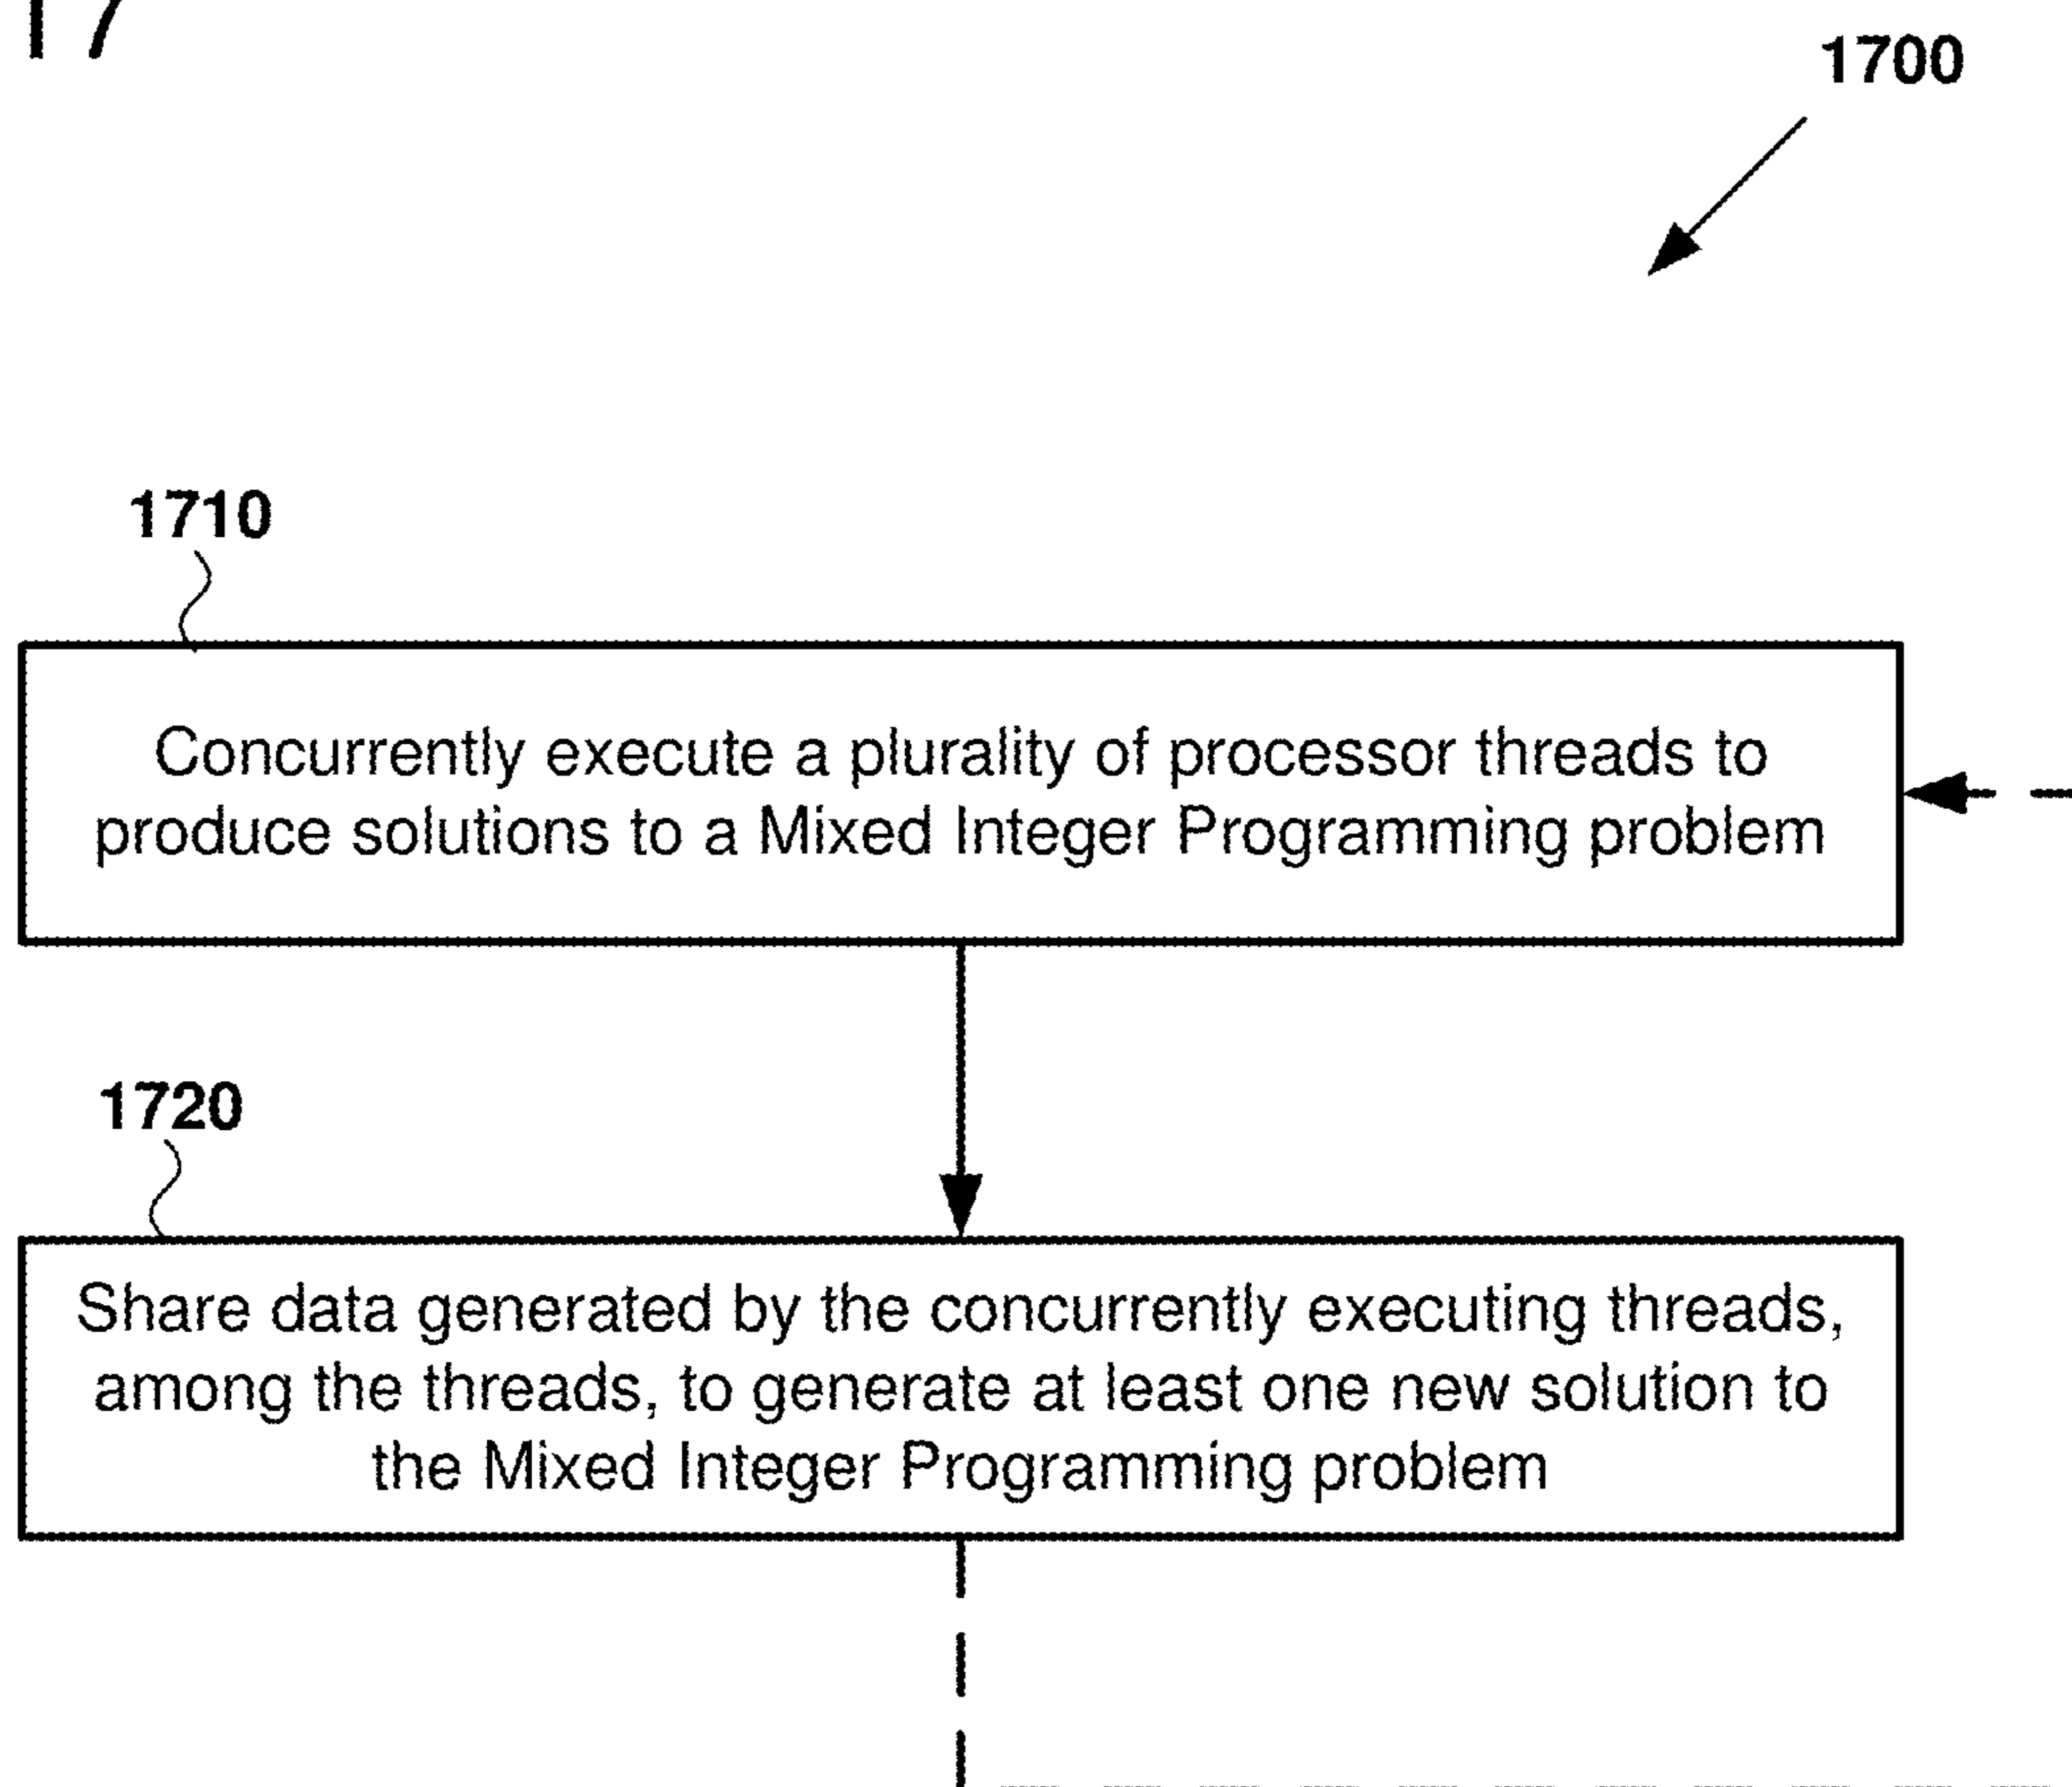 17
1700
1710
Concurrently execute a plurality of processor threads to
produce solutions to a Mixed Integer Programming problem
1720
Share data generated by the concurrently executing threads,
among the threads, to generate at least one new solution to
the Mixed Integer Programming problem